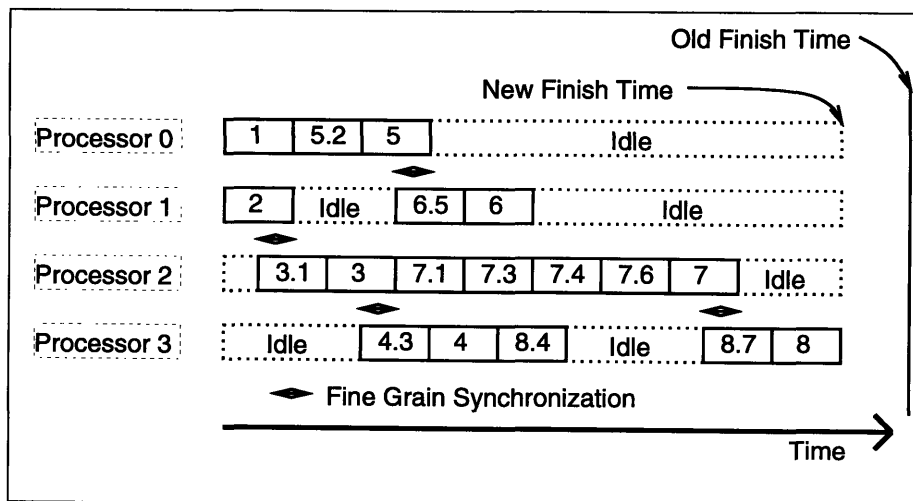 Old Finish Time
New Finish Time
Processor 0 1 5.2 5 Idle
Processor 1 2 Idle 6.5 6 Idle
Processor 2 3.1 3 7.1 7.3 7.4 7.6 7 Idle
Processor 3 Idle 4.3 4 8.4 Idle 8.7 8
Fine Grain Synchronization
Time